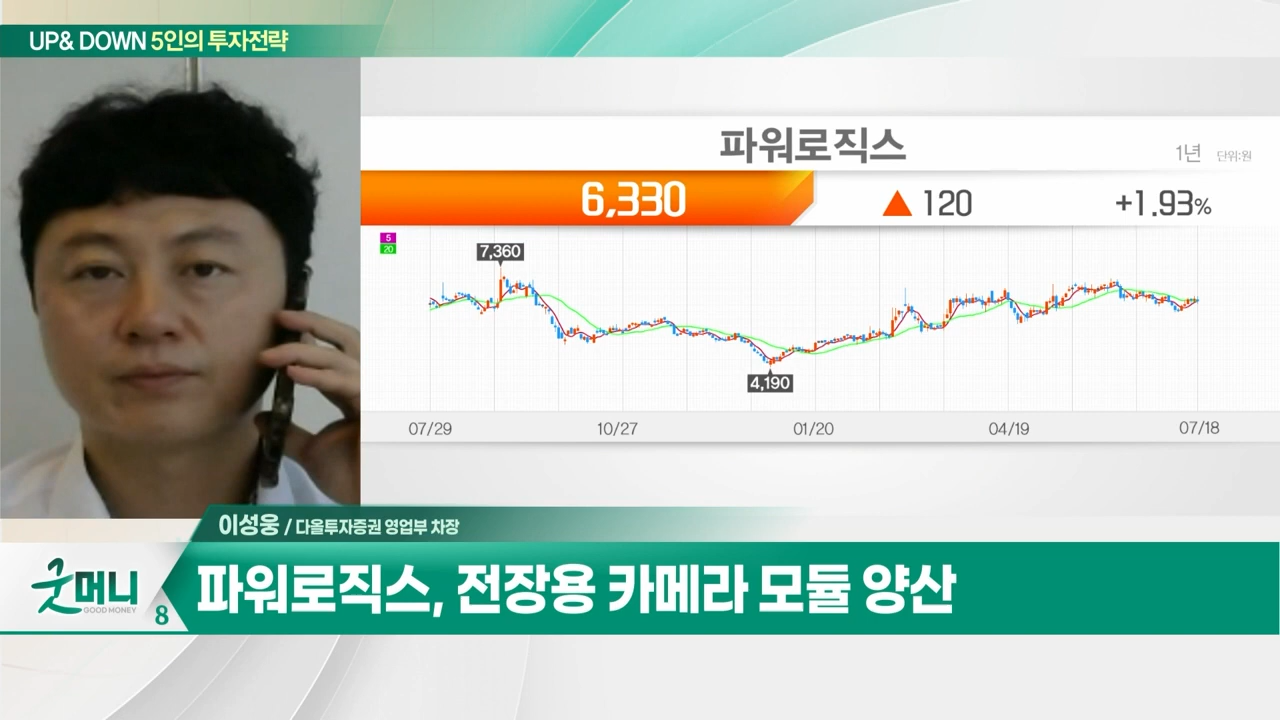 UP& DOWN 5인의 투자전략
파워로직스
1년 단위:원
6,330 ▲ 120 +1.93%
5
20
7,360
4,190
07/29 10/27 01/20 04/19 07/18
이성웅 / 다올투자증권 영업부 차장
굿머니
GOOD MONEY
8
파워로직스, 전장용 카메라 모듈 양산